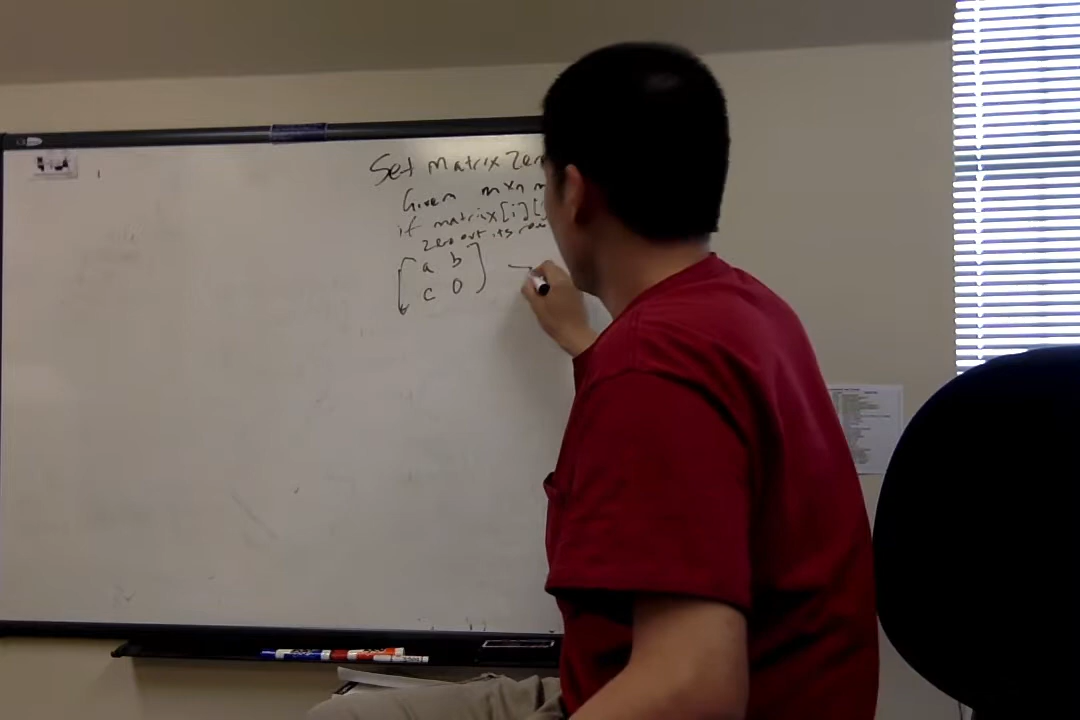 Set Matrix Zero
Given mxn m
if matrix[i][
zero out its row
a b
c 0